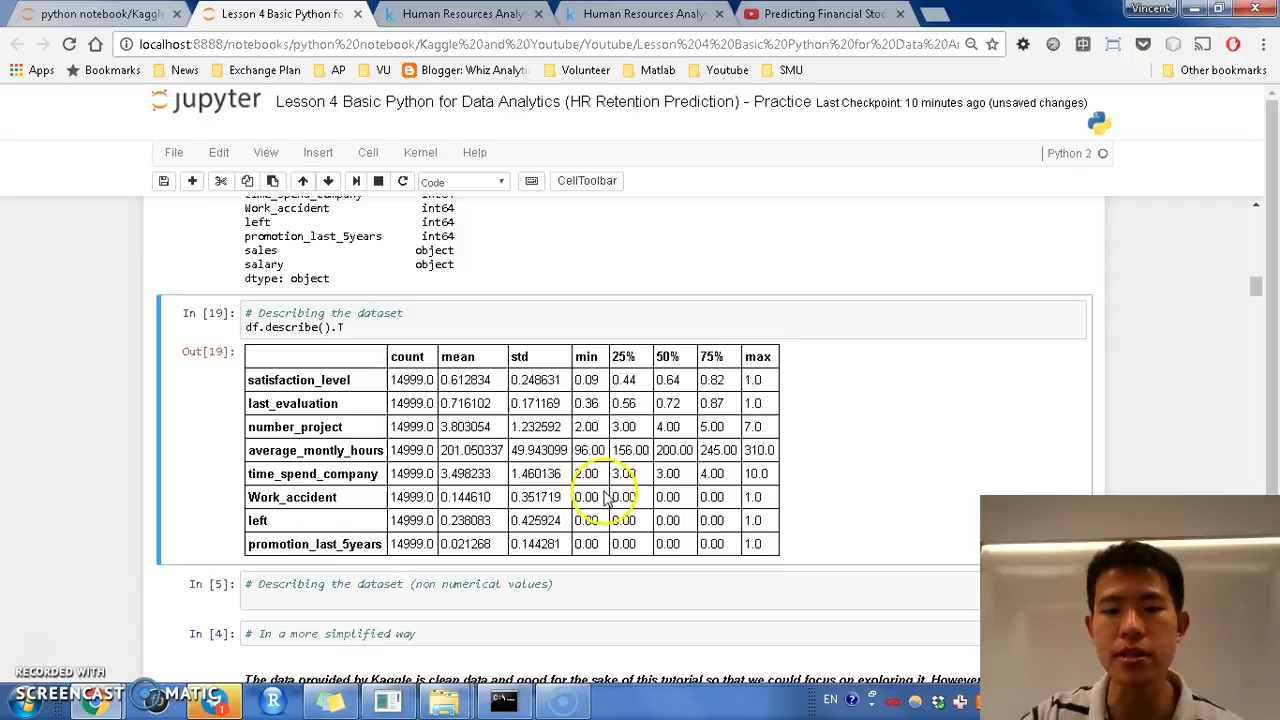 python notebook/Kaggle
Lesson 4 Basic Python fo
Human Resources Analy
Human Resources Analy
Predicting Financial Stoc
Vincent
localhost:8888/notebooks/python%20notebook/Kaggle%20and%20Youtube/Youtube/Lesson%204%20Basic%20Python%20for%20Data%20A
Apps
Bookmarks
News
Exchange Plan
AP
VU
Blogger: Whiz Analytic
Volunteer
Matlab
Youtube
SMU
Other bookmarks
jupyter Lesson 4 Basic Python for Data Analytics (HR Retention Prediction) - Practice Last Checkpoint: 10 minutes ago (unsaved changes)
File Edit View Insert Cell Kernel Help Python 2
Code CellToolbar
time_spend_company int64
Work_accident int64
left int64
promotion_last_5years int64
sales object
salary object
dtype: object
In [19]: # Describing the dataset
df.describe().T
Out[19]:
count mean std min 25% 50% 75% max
satisfaction_level 14999.0 0.612834 0.248631 0.09 0.44 0.64 0.82 1.0
last_evaluation 14999.0 0.716102 0.171169 0.36 0.56 0.72 0.87 1.0
number_project 14999.0 3.803054 1.232592 2.00 3.00 4.00 5.00 7.0
average_montly_hours 14999.0 201.050337 49.943099 96.00 156.00 200.00 245.00 310.0
time_spend_company 14999.0 3.498233 1.460136 2.00 3.00 3.00 4.00 10.0
Work_accident 14999.0 0.144610 0.351719 0.00 0.00 0.00 0.00 1.0
left 14999.0 0.238083 0.425924 0.00 0.00 0.00 0.00 1.0
promotion_last_5years 14999.0 0.021268 0.144281 0.00 0.00 0.00 0.00 1.0
In [5]: # Describing the dataset (non numerical values)
In [4]: # In a more simplified way
The data provided by Kaggle is clean data and good for the sake of this tutorial so that we could focus on exploring it. Howeve
RECORDED WITH
SCREENCAST MATIC
EN